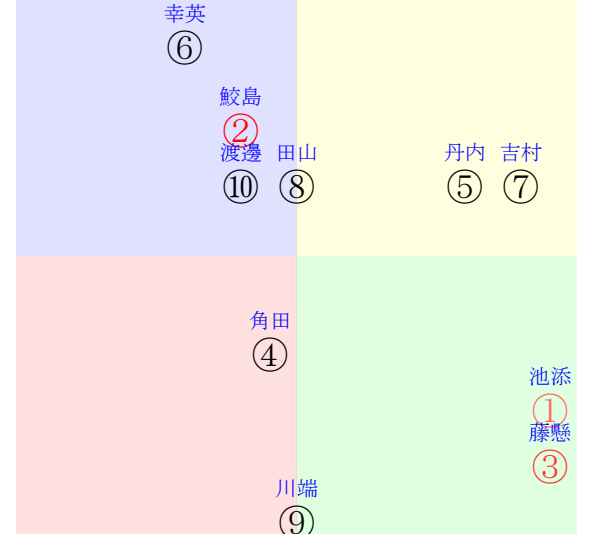 幸英
⑥
鮫島
②
渡邊 田山 丹内 吉村
⑩ ⑧ ⑤ ⑦
角田
④
池添
①
藤懸
③
川端
⑨